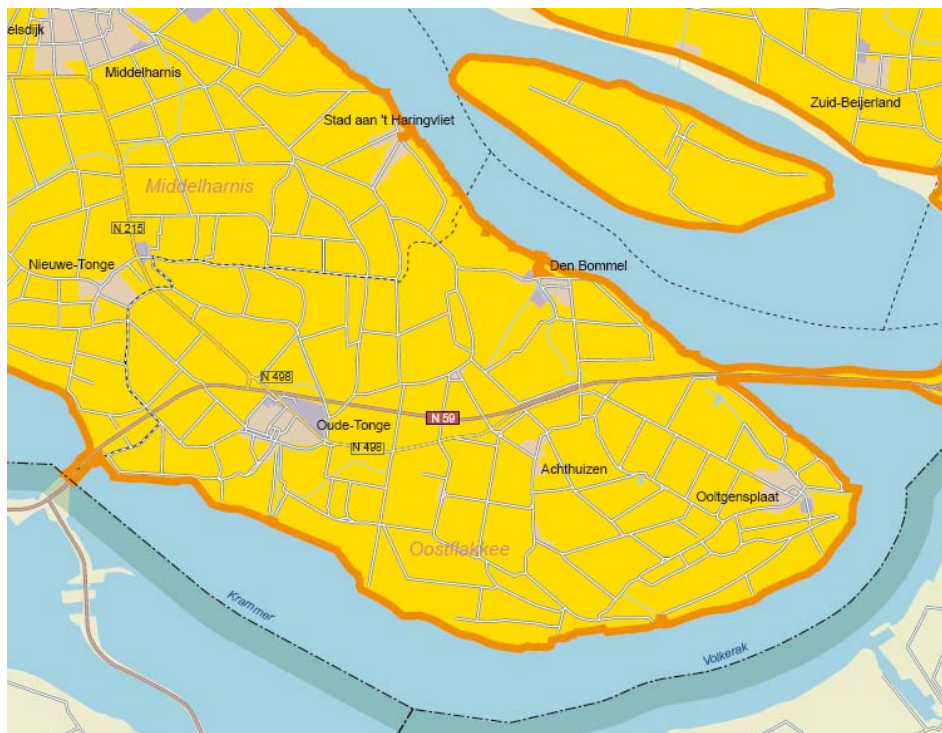 elsdijk
Middelharnis
Zuid-Beijerland
Stad aan 't Haringvliet
Middelharnis
N 215
Nieuwe-Tonge
Den Bommel
N 498
N 59
Oude-Tonge
N 498
Achthuizen
Ooltgensplaat
Oostflakkee
Krammer
Volkerak